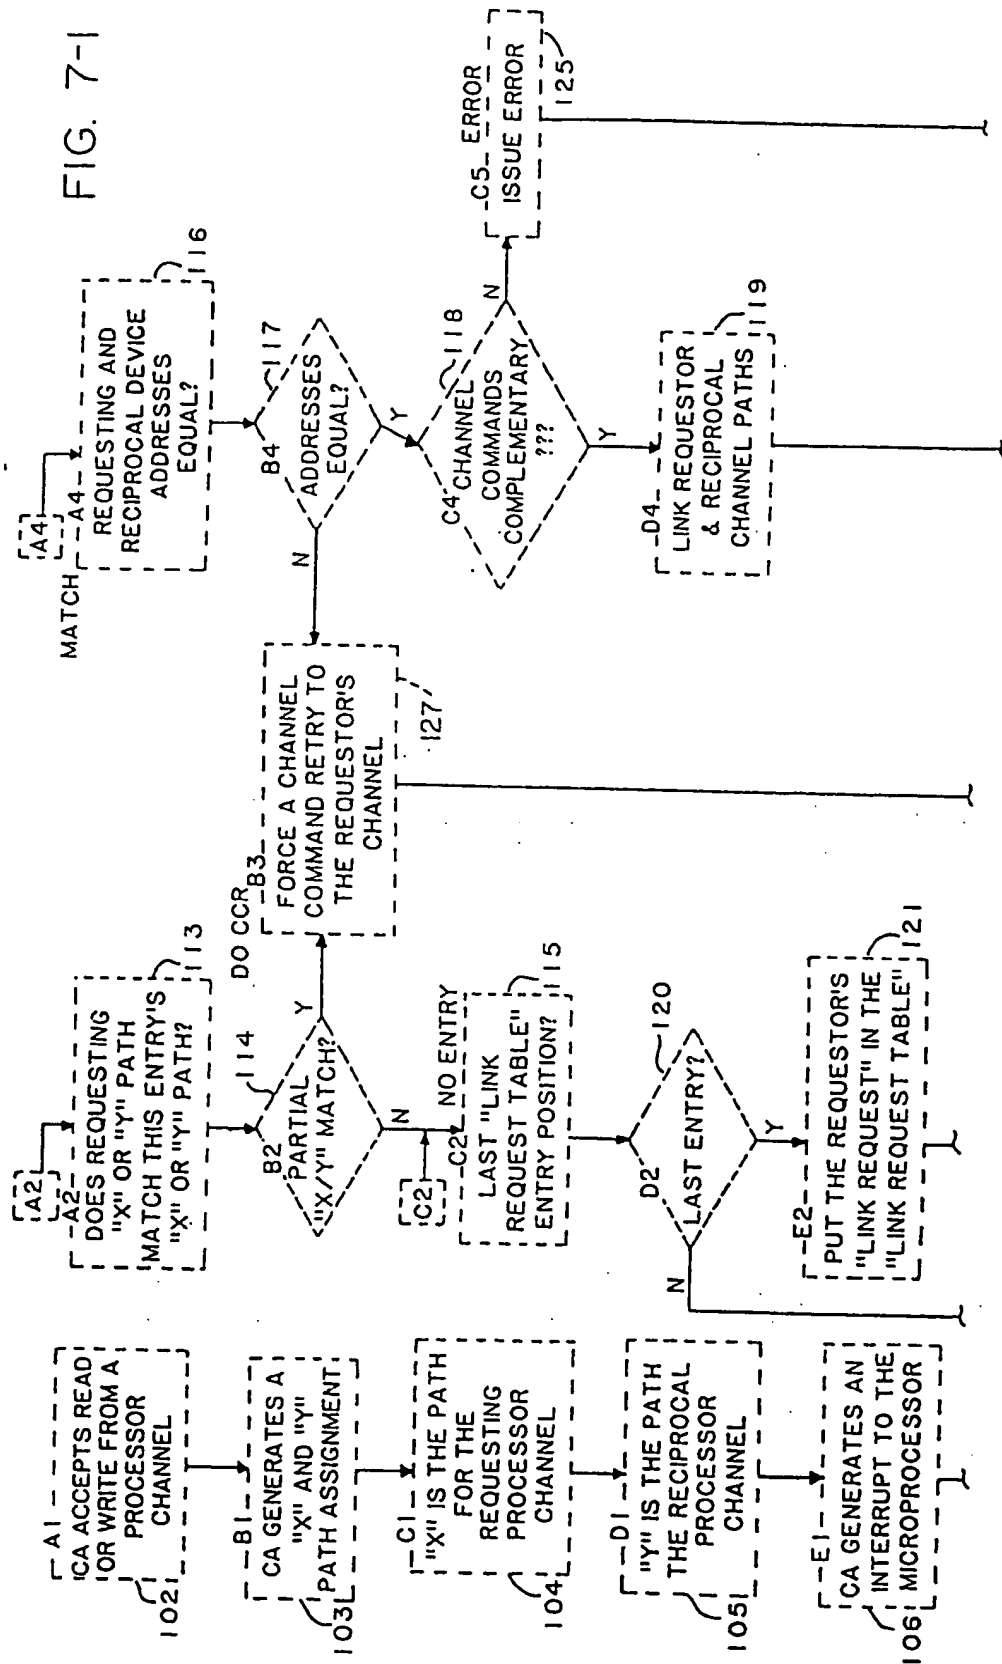 FIG. 7-1
A1
CA ACCEPTS READ
OR WRITE FROM A
PROCESSOR
CHANNEL
102
B1
CA GENERATES A
"X" AND "Y"
PATH ASSIGNMENT
103
C1
"X" IS THE PATH
FOR THE
REQUESTING
PROCESSOR
CHANNEL
104
D1
"Y" IS THE PATH
THE RECIPROCAL
PROCESSOR
CHANNEL
105
E1
CA GENERATES AN
INTERRUPT TO THE
MICROPROCESSOR
106
A2
A2
DOES REQUESTING
"X" OR "Y" PATH
MATCH THIS ENTRY'S
"X" OR "Y" PATH?
113
B2
114
PARTIAL
"X/Y" MATCH?
Y
N
C2
NO ENTRY
C2
LAST "LINK
REQUEST TABLE"
ENTRY POSITION?
115
D2
120
LAST ENTRY?
N
Y
E2
PUT THE REQUESTOR'S
"LINK REQUEST" IN THE
"LINK REQUEST TABLE"
121
DO CCR
B3
FORCE A CHANNEL
COMMAND RETRY TO
THE REQUESTOR'S
CHANNEL
127
A4
MATCH
A4
REQUESTING AND
RECIPROCAL DEVICE
ADDRESSES
EQUAL?
116
B4
117
ADDRESSES
EQUAL?
N
Y
C4
118
CHANNEL
COMMANDS
COMPLEMENTARY
???
N
Y
D4
LINK REQUESTOR
& RECIPROCAL
CHANNEL PATHS
119
C5
ERROR
ISSUE ERROR
125